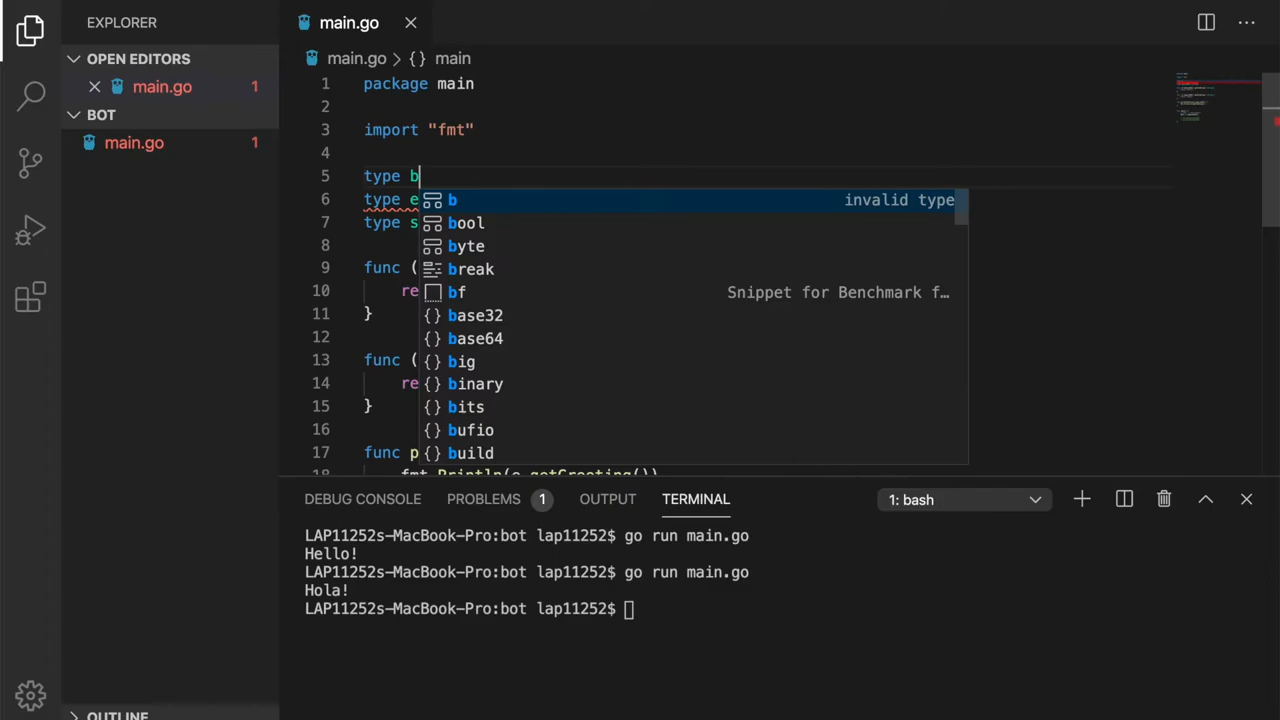 EXPLORER
OPEN EDITORS
main.go 1
BOT
main.go 1
OUTLINE
main.go
main.go > {} main
1 package main
2
3 import "fmt"
4
5 type b
6 type e
7 type s
8
9 func (
10 re
11 }
12
13 func (
14 re
15 }
16
17 func p
18 fmt.Println(e.getGreeting())
b invalid type
bool
byte
break
bf Snippet for Benchmark f…
{} base32
{} base64
{} big
{} binary
{} bits
{} bufio
{} build
DEBUG CONSOLE PROBLEMS 1 OUTPUT TERMINAL 1: bash
LAP11252s-MacBook-Pro:bot lap11252$ go run main.go
Hello!
LAP11252s-MacBook-Pro:bot lap11252$ go run main.go
Hola!
LAP11252s-MacBook-Pro:bot lap11252$